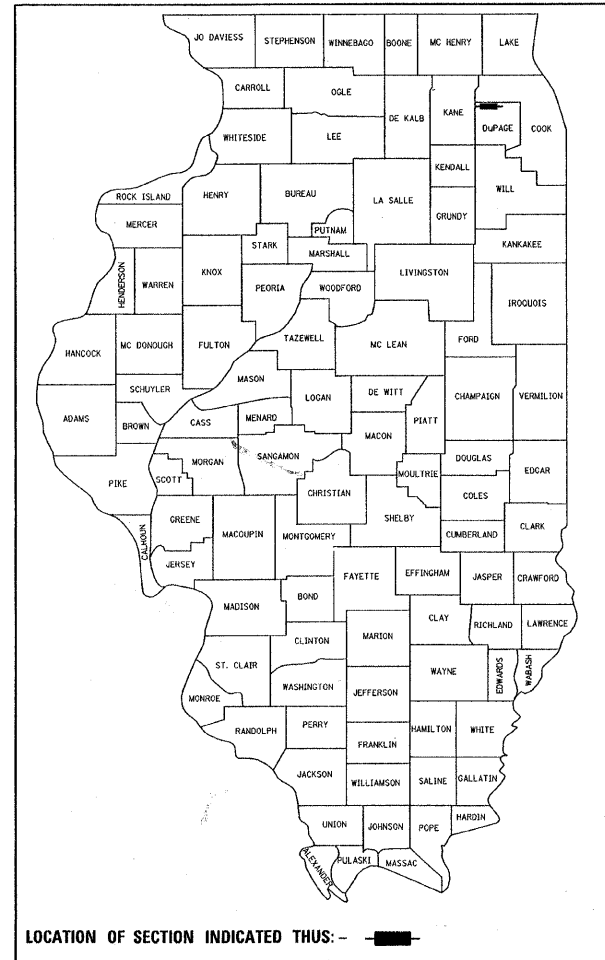 JO DAVIESS STEPHENSON WINNEBAGO BOONE MC HENRY LAKE
CARROLL OGLE
DE KALB KANE DuPAGE COOK
WHITESIDE LEE
KENDALL WILL
ROCK ISLAND HENRY BUREAU LA SALLE
GRUNDY
MERCER PUTNAM
STARK MARSHALL KANKAKEE
HENDERSON WARREN KNOX
PEORIA WOODFORD LIVINGSTON
IROQUOIS
TAZEWELL FORD
HANCOCK MC DONOUGH FULTON MC LEAN
MASON
SCHUYLER LOGAN DE WITT CHAMPAIGN VERMILION
ADAMS BROWN CASS MENARD PIATT
MACON
MORGAN SANGAMON DOUGLAS
PIKE SCOTT MOULTRIE EDGAR
CHRISTIAN COLES
GREENE SHELBY
CALHOUN MACOUPIN MONTGOMERY CUMBERLAND CLARK
JERSEY
FAYETTE EFFINGHAM JASPER CRAWFORD
MADISON BOND
CLAY RICHLAND LAWRENCE
CLINTON MARION
ST. CLAIR WAYNE EDWARDS WABASH
WASHINGTON JEFFERSON
MONROE
RANDOLPH PERRY HAMILTON WHITE
FRANKLIN
JACKSON WILLIAMSON SALINE GALLATIN
HARDIN
UNION JOHNSON POPE
ALEXANDER PULASKI MASSAC
LOCATION OF SECTION INDICATED THUS: -